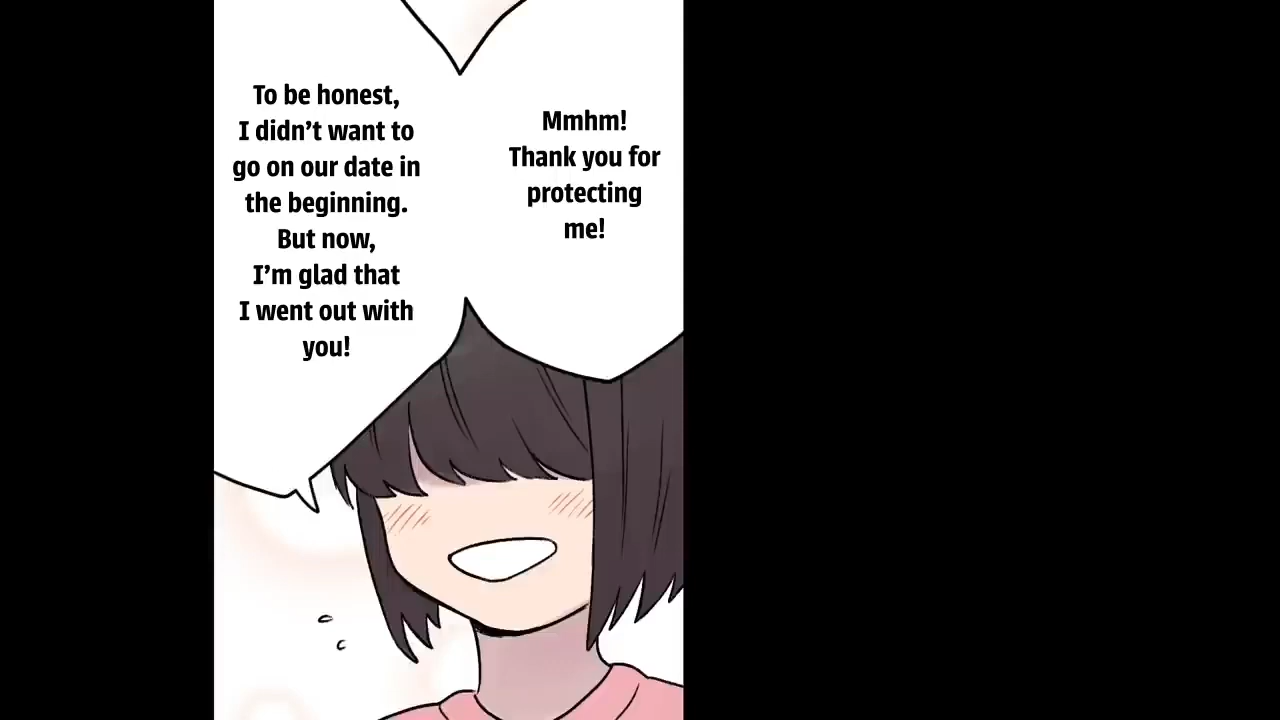 Mmhm!
Thank you for
protecting
me!
To be honest,
I didn't want to
go on our date in
the beginning.
But now,
I'm glad that
I went out with
you!